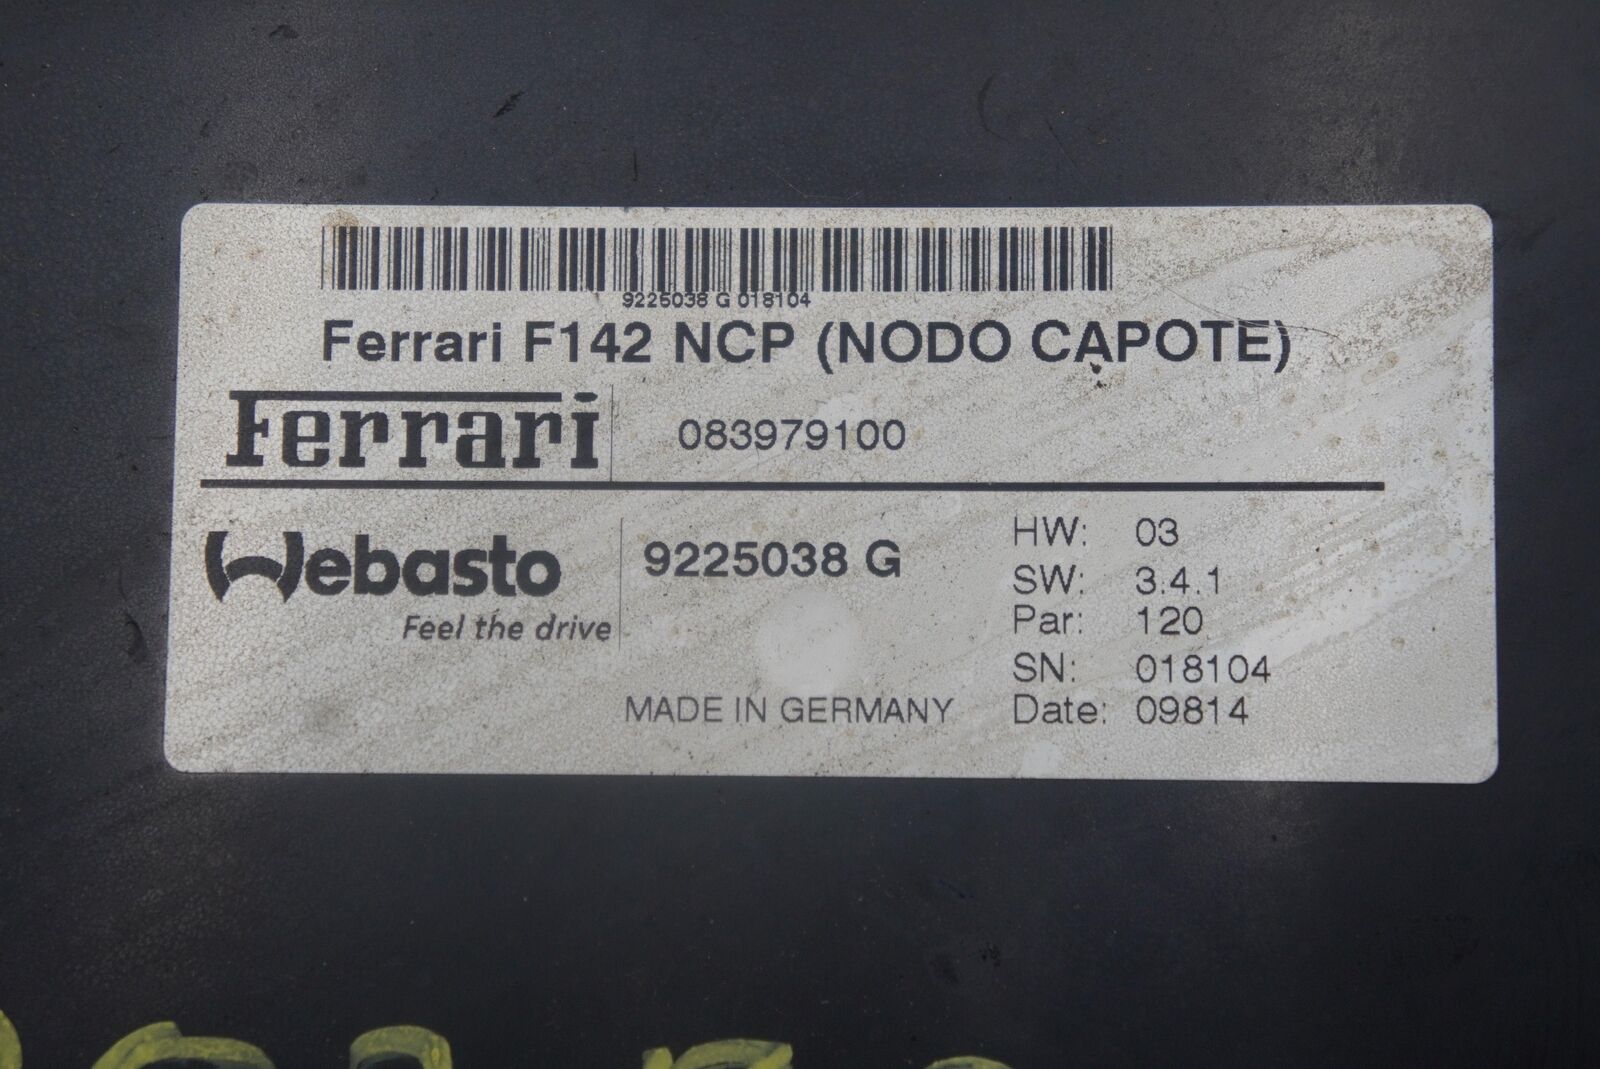 9225038 G 018104
Ferrari F142 NCP (NODO CAPOTE)
Ferrari 083979100
Webasto 9225038 G
Feel the drive
HW: 03
SW: 3.4.1
Par: 120
SN: 018104
MADE IN GERMANY
Date: 09814